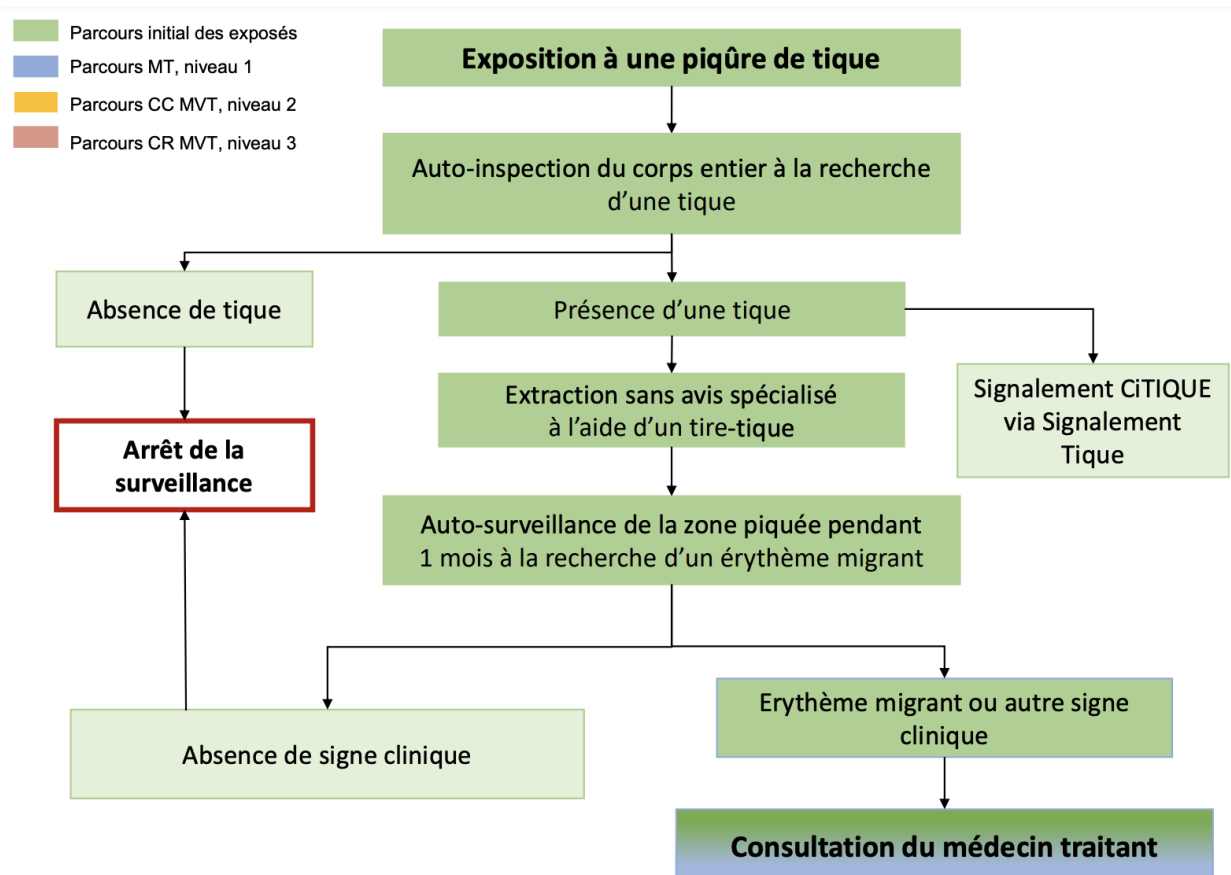 Parcours initial des exposés
Parcours MT, niveau 1
Parcours CC MVT, niveau 2
Parcours CR MVT, niveau 3
Exposition à une piqûre de tique
Auto-inspection du corps entier à la recherche
d’une tique
Absence de tique
Présence d’une tique
Extraction sans avis spécialisé
à l’aide d’un tire-tique
Signalement CiTIQUE
via Signalement
Tique
Arrêt de la
surveillance
Auto-surveillance de la zone piquée pendant
1 mois à la recherche d’un érythème migrant
Absence de signe clinique
Erythème migrant ou autre signe
clinique
Consultation du médecin traitant